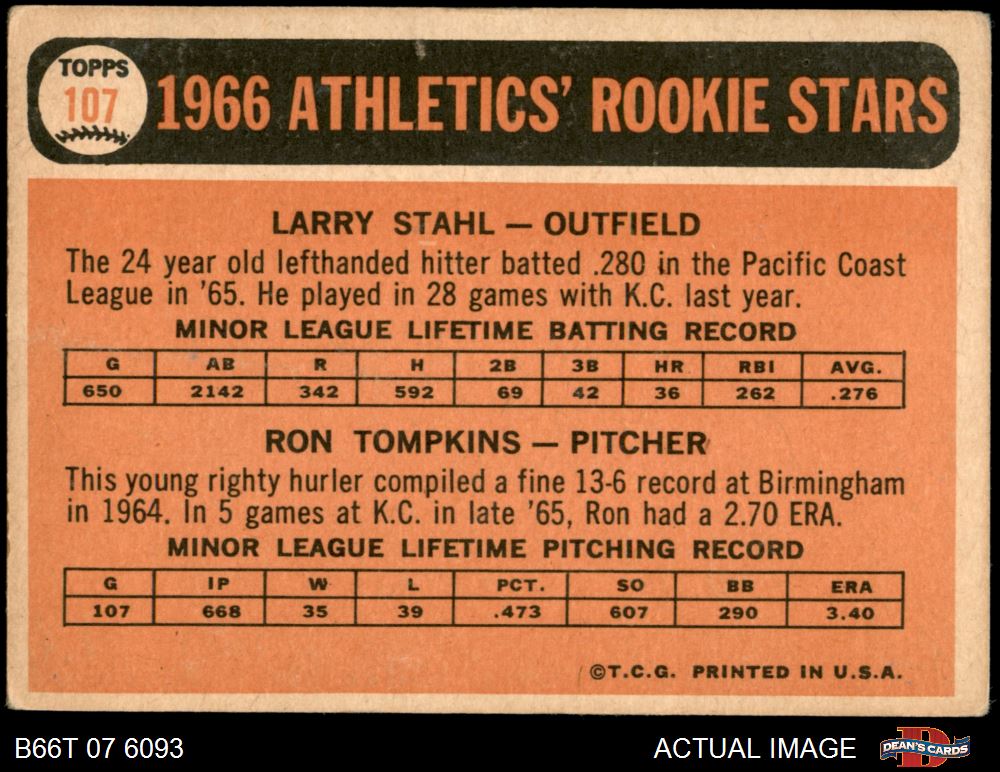 TOPPS
107
1966 ATHLETICS' ROOKIE STARS
LARRY STAHL — OUTFIELD
The 24 year old lefthanded hitter batted .280 in the Pacific Coast
League in '65. He played in 28 games with K.C. last year.
MINOR LEAGUE LIFETIME BATTING RECORD
G AB R H 2B 3B HR RBI AVG.
650 2142 342 592 69 42 36 262 .276
RON TOMPKINS — PITCHER
This young righty hurler compiled a fine 13-6 record at Birmingham
in 1964. In 5 games at K.C. in late '65, Ron had a 2.70 ERA.
MINOR LEAGUE LIFETIME PITCHING RECORD
G IP W L PCT. SO BB ERA
107 668 35 39 .473 607 290 3.40
©T.C.G. PRINTED IN U.S.A.
B66T 07 6093
ACTUAL IMAGE
DEAN'S CARDS